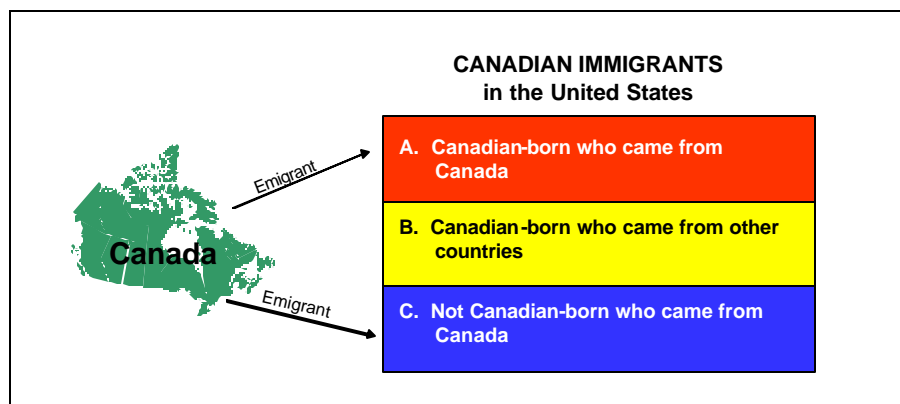 CANADIAN IMMIGRANTS
in the United States
A. Canadian-born who came from
Canada
Emigrant
B. Canadian-born who came from other
countries
Canada
Emigrant
C. Not Canadian-born who came from
Canada